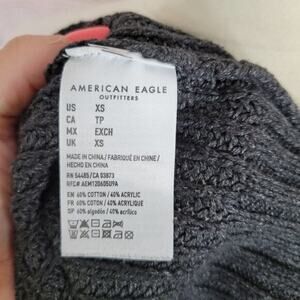 AMERICAN EAGLE
OUTFITTERS
US XS
CA TP
MX EXCH
UK XS
MADE IN CHINA / FABRIQUÉ EN CHINE /
HECHO EN CHINA
RN 54485/CA 03873
REF# AEM12D605U9A
EN 60% COTTON / 40% ACRYLIC
FR 60% COTON / 40% ACRYLIQUE
SP 60% algodón / 40% acrílico